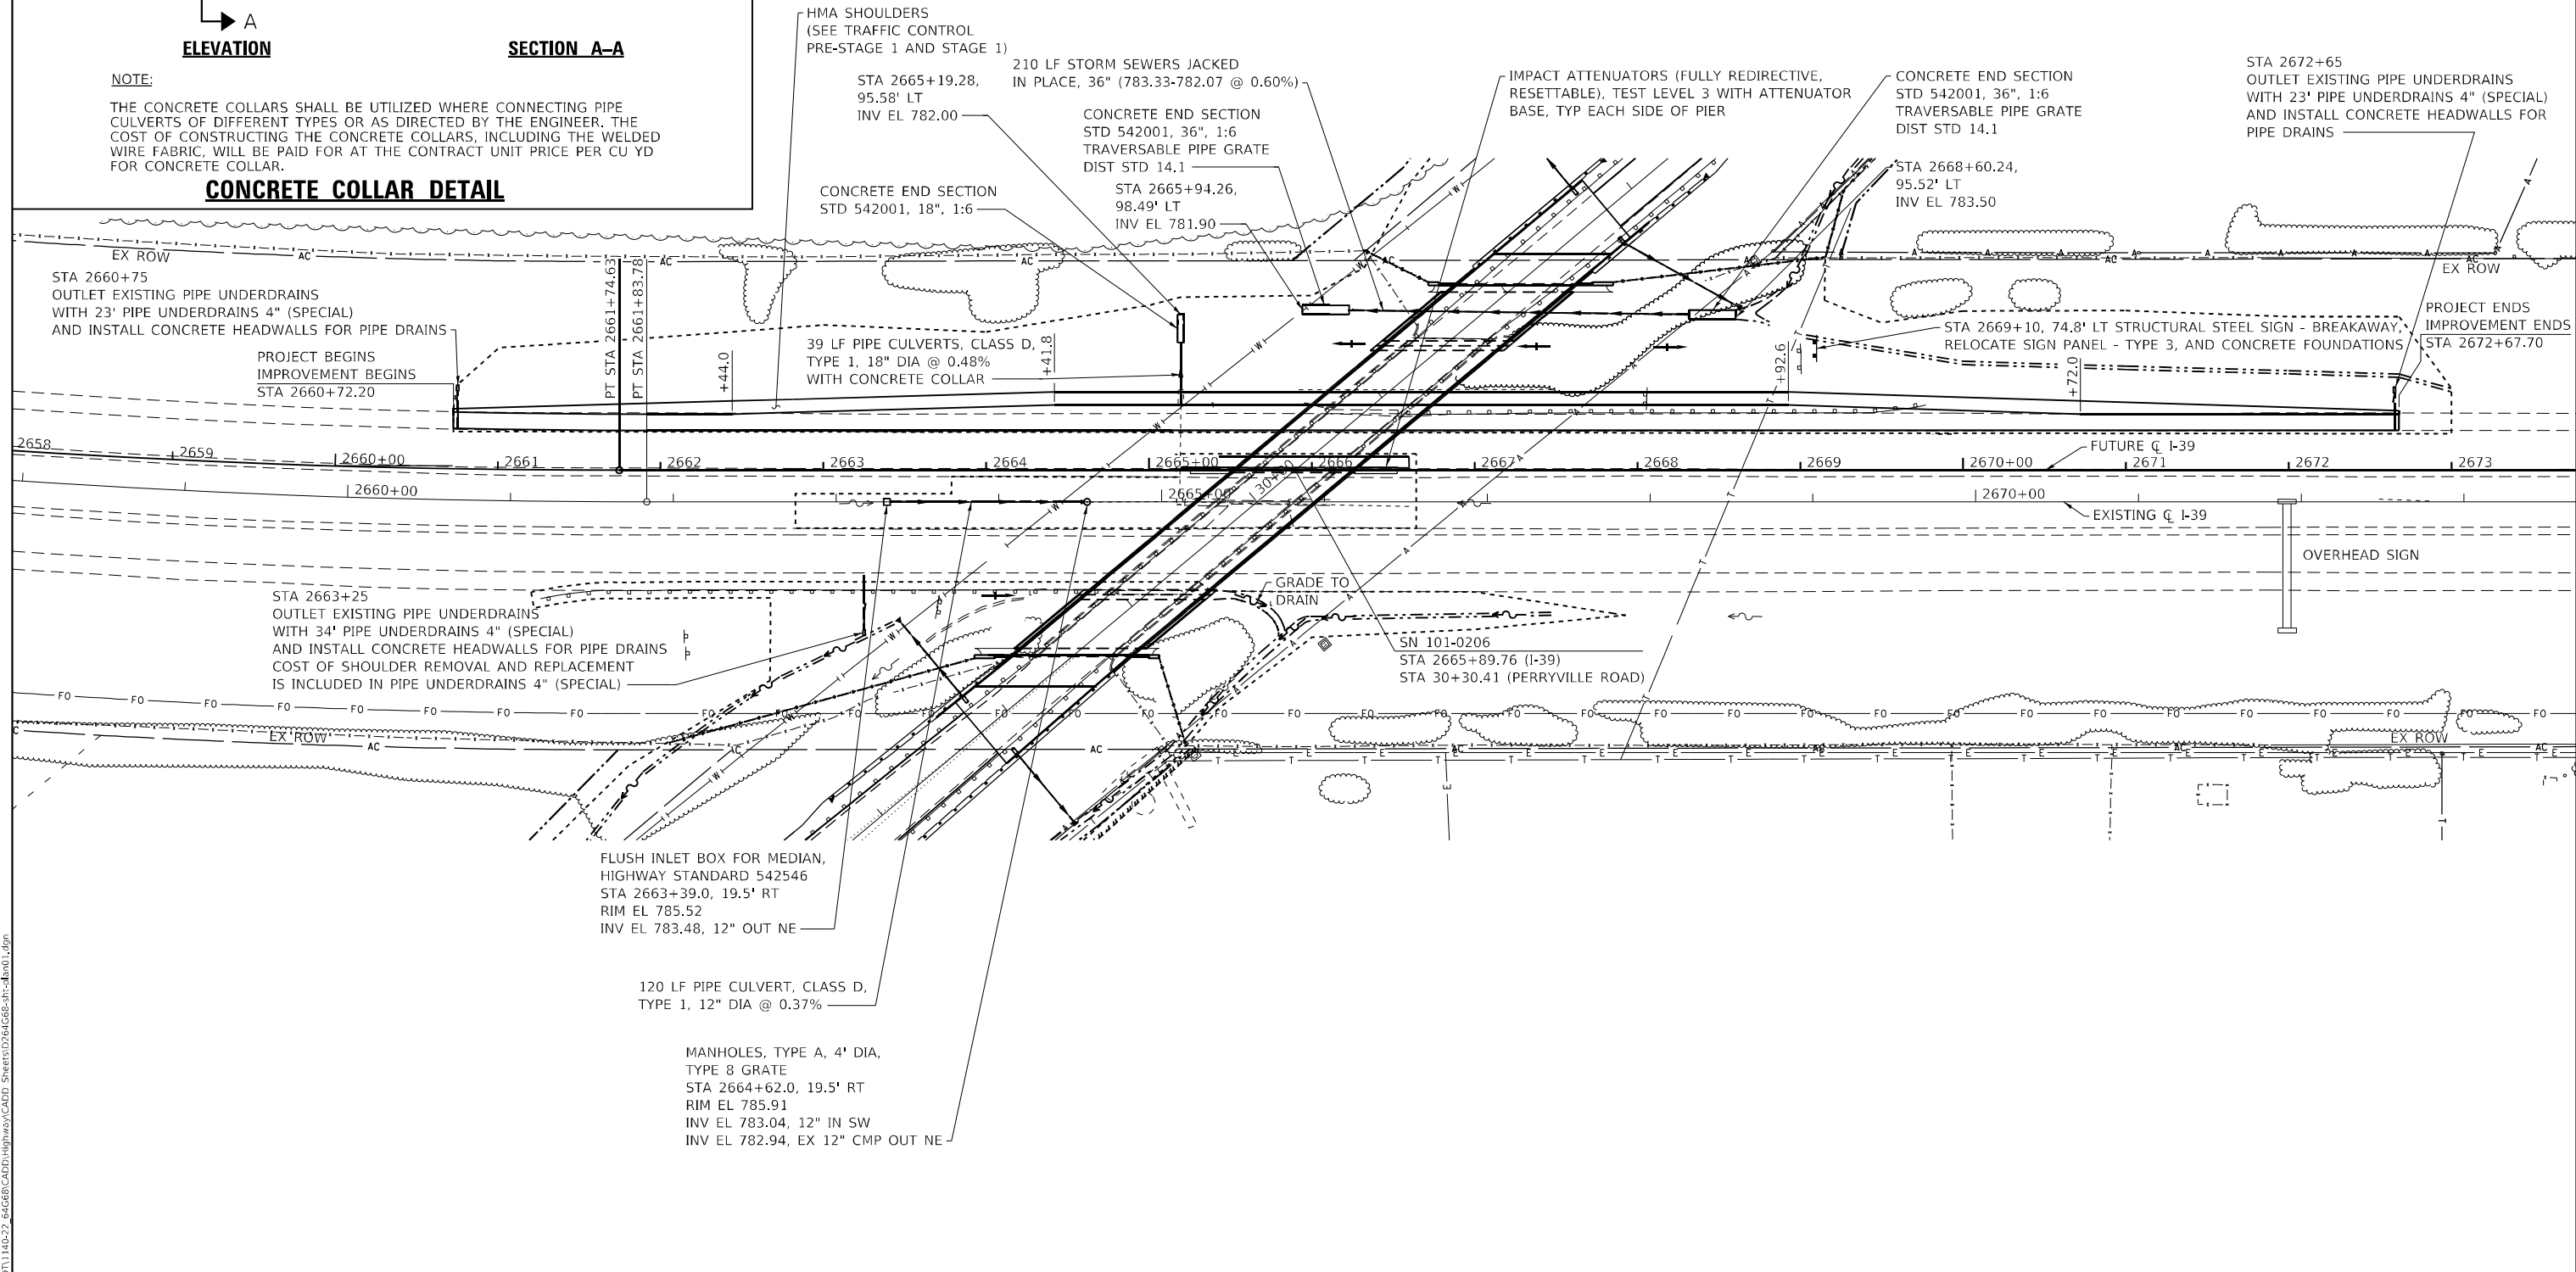 A
ELEVATION
SECTION A–A
NOTE:
THE CONCRETE COLLARS SHALL BE UTILIZED WHERE CONNECTING PIPE
CULVERTS OF DIFFERENT TYPES OR AS DIRECTED BY THE ENGINEER. THE
COST OF CONSTRUCTING THE CONCRETE COLLARS, INCLUDING THE WELDED
WIRE FABRIC, WILL BE PAID FOR AT THE CONTRACT UNIT PRICE PER CU YD
FOR CONCRETE COLLAR.
CONCRETE COLLAR DETAIL
HMA SHOULDERS
(SEE TRAFFIC CONTROL
PRE-STAGE 1 AND STAGE 1)
STA 2665+19.28,
95.58' LT
INV EL 782.00
210 LF STORM SEWERS JACKED
IN PLACE, 36" (783.33-782.07 @ 0.60%)
CONCRETE END SECTION
STD 542001, 36", 1:6
TRAVERSABLE PIPE GRATE
DIST STD 14.1
CONCRETE END SECTION
STD 542001, 18", 1:6
STA 2665+94.26,
98.49' LT
INV EL 781.90
IMPACT ATTENUATORS (FULLY REDIRECTIVE,
RESETTABLE), TEST LEVEL 3 WITH ATTENUATOR
BASE, TYP EACH SIDE OF PIER
CONCRETE END SECTION
STD 542001, 36", 1:6
TRAVERSABLE PIPE GRATE
DIST STD 14.1
STA 2668+60.24,
95.52' LT
INV EL 783.50
STA 2672+65
OUTLET EXISTING PIPE UNDERDRAINS
WITH 23' PIPE UNDERDRAINS 4" (SPECIAL)
AND INSTALL CONCRETE HEADWALLS FOR
PIPE DRAINS
EX ROW
AC
AC
AC
AC
AC
EX ROW
STA 2660+75
OUTLET EXISTING PIPE UNDERDRAINS
WITH 23' PIPE UNDERDRAINS 4" (SPECIAL)
AND INSTALL CONCRETE HEADWALLS FOR PIPE DRAINS
PROJECT BEGINS
IMPROVEMENT BEGINS
STA 2660+72.20
PT STA 2661+74.63
PT STA 2661+83.78
+44.0
39 LF PIPE CULVERTS, CLASS D,
TYPE 1, 18" DIA @ 0.48%
WITH CONCRETE COLLAR
+41.8
+92.6
STA 2669+10, 74.8' LT STRUCTURAL STEEL SIGN - BREAKAWAY,
RELOCATE SIGN PANEL - TYPE 3, AND CONCRETE FOUNDATIONS
+72.0
PROJECT ENDS
IMPROVEMENT ENDS
STA 2672+67.70
2658
2659
2660+00
2661
2662
2663
2664
2665+00
2666
2667
2668
2669
2670+00
2671
2672
2673
FUTURE ℄ I-39
2660+00
2665+00
30+00
2670+00
EXISTING ℄ I-39
OVERHEAD SIGN
GRADE TO
DRAIN
STA 2663+25
OUTLET EXISTING PIPE UNDERDRAINS
WITH 34' PIPE UNDERDRAINS 4" (SPECIAL)
AND INSTALL CONCRETE HEADWALLS FOR PIPE DRAINS
COST OF SHOULDER REMOVAL AND REPLACEMENT
IS INCLUDED IN PIPE UNDERDRAINS 4" (SPECIAL)
SN 101-0206
STA 2665+89.76 (I-39)
STA 30+30.41 (PERRYVILLE ROAD)
FO FO FO FO FO FO FO FO
EX ROW
AC
AC
AC
AC
EX ROW
FLUSH INLET BOX FOR MEDIAN,
HIGHWAY STANDARD 542546
STA 2663+39.0, 19.5' RT
RIM EL 785.52
INV EL 783.48, 12" OUT NE
120 LF PIPE CULVERT, CLASS D,
TYPE 1, 12" DIA @ 0.37%
MANHOLES, TYPE A, 4' DIA,
TYPE 8 GRATE
STA 2664+62.0, 19.5' RT
RIM EL 785.91
INV EL 783.04, 12" IN SW
INV EL 782.94, EX 12" CMP OUT NE